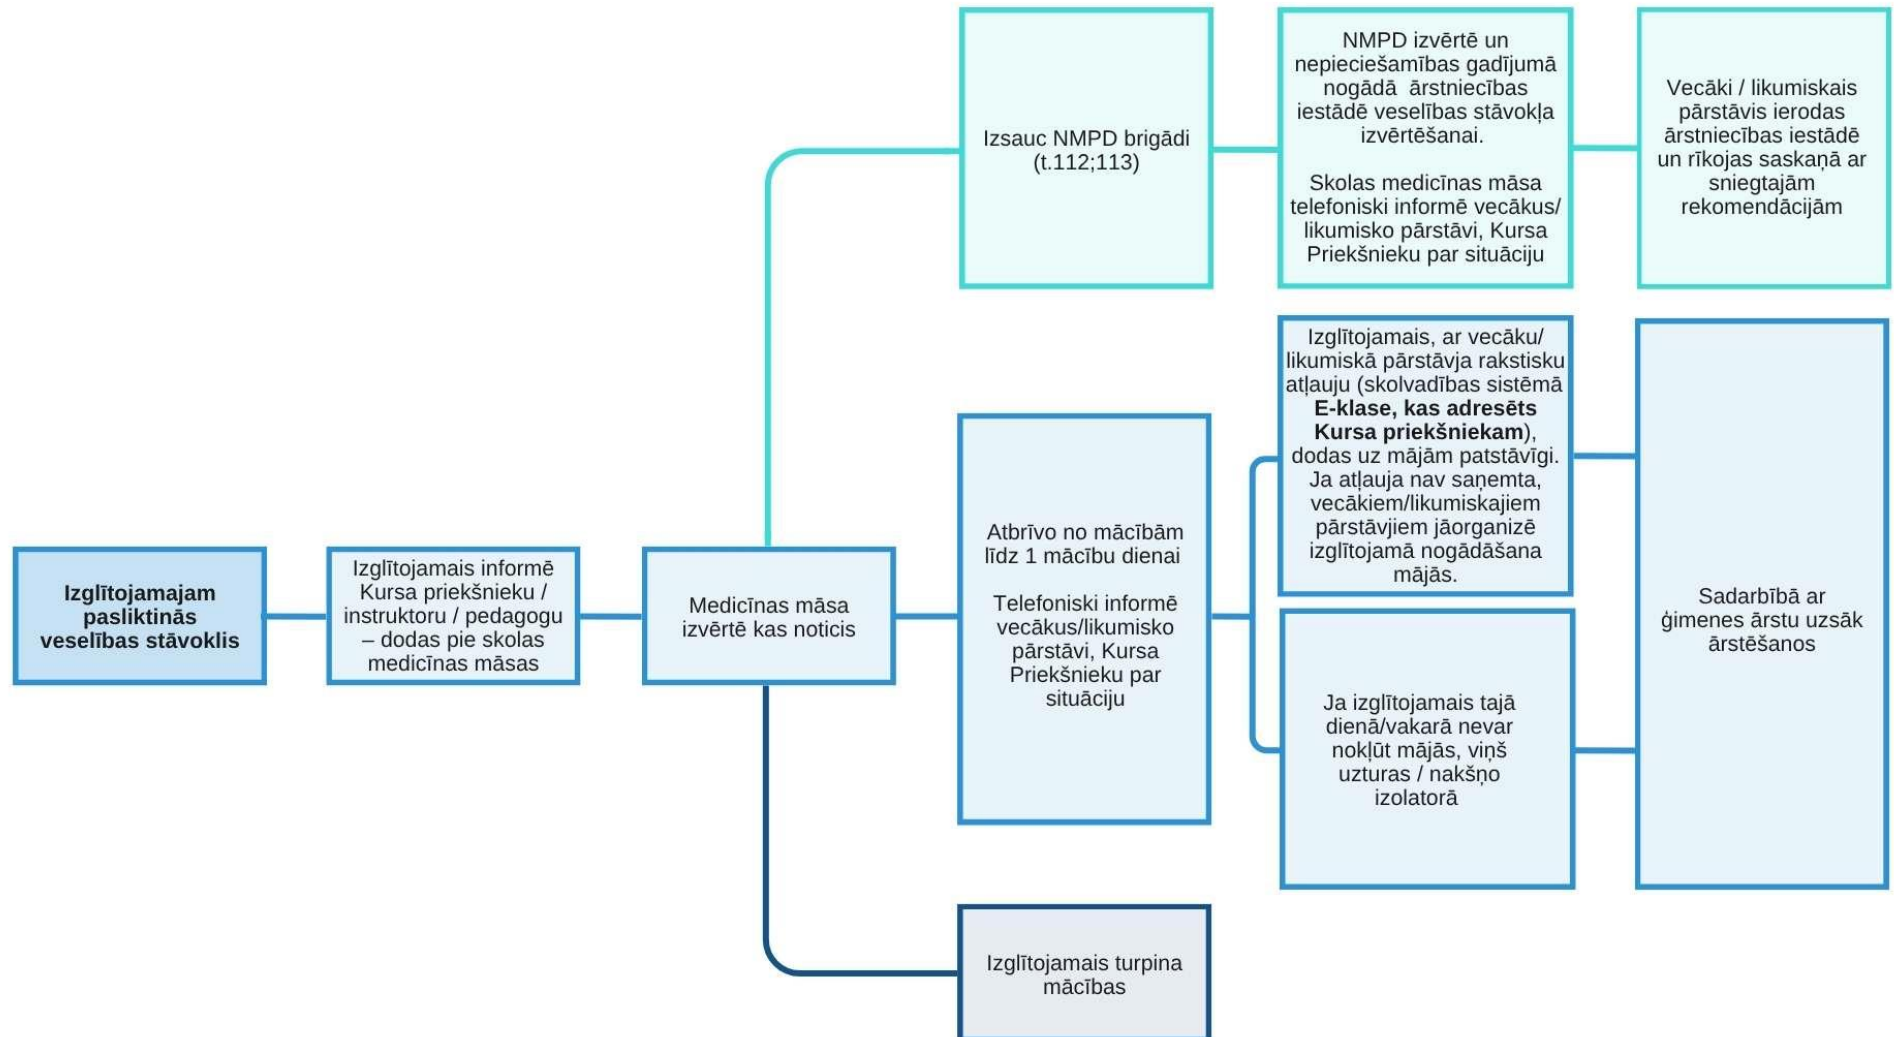 Izglītojamajam
pasliktinās
veselības stāvoklis
Izglītojamais informē
Kursa priekšnieku /
instruktoru / pedagogu
– dodas pie skolas
medicīnas māsas
Medicīnas māsa
izvērtē kas noticis
Izsauc NMPD brigādi
(t.112;113)
NMPD izvērtē un
nepieciešamības gadījumā
nogādā ārstniecības
iestādē veselības stāvokļa
izvērtēšanai.
Skolas medicīnas māsa
telefoniski informē vecākus/
likumisko pārstāvi, Kursa
Priekšnieku par situāciju
Vecāki / likumiskais
pārstāvis ierodas
ārstniecības iestādē
un rīkojas saskaņā ar
sniegtajām
rekomendācijām
Atbrīvo no mācībām
līdz 1 mācību dienai
Telefoniski informē
vecākus/likumisko
pārstāvi, Kursa
Priekšnieku par
situāciju
Izglītojamais, ar vecāku/
likumiskā pārstāvja rakstisku
atļauju (skolvadības sistēmā
E-klase, kas adresēts
Kursa priekšniekam),
dodas uz mājām patstāvīgi.
Ja atļauja nav saņemta,
vecākiem/likumiskajiem
pārstāvjiem jāorganizē
izglītojamā nogādāšana
mājās.
Ja izglītojamais tajā
dienā/vakarā nevar
nokļūt mājās, viņš
uzturas / nakšņo
izolatorā
Sadarbībā ar
ģimenes ārstu uzsāk
ārstēšanos
Izglītojamais turpina
mācības